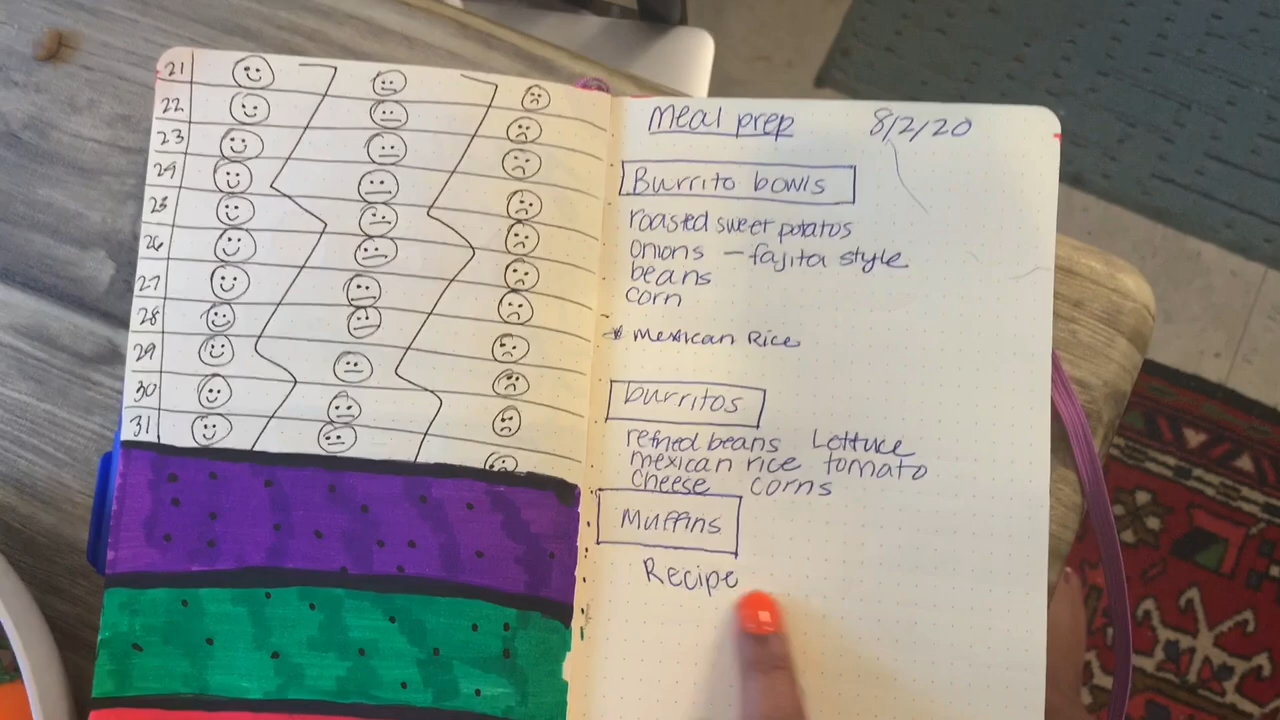 21
22
23
29
25
26
27
28
29
30
31
Meal prep 8/2/20
Burrito bowls
roasted sweet potatos
onions - fajita style
beans
corn
* Mexican Rice
burritos
refried beans Lettuce
mexican rice tomato
cheese corns
Muffins
Recipe